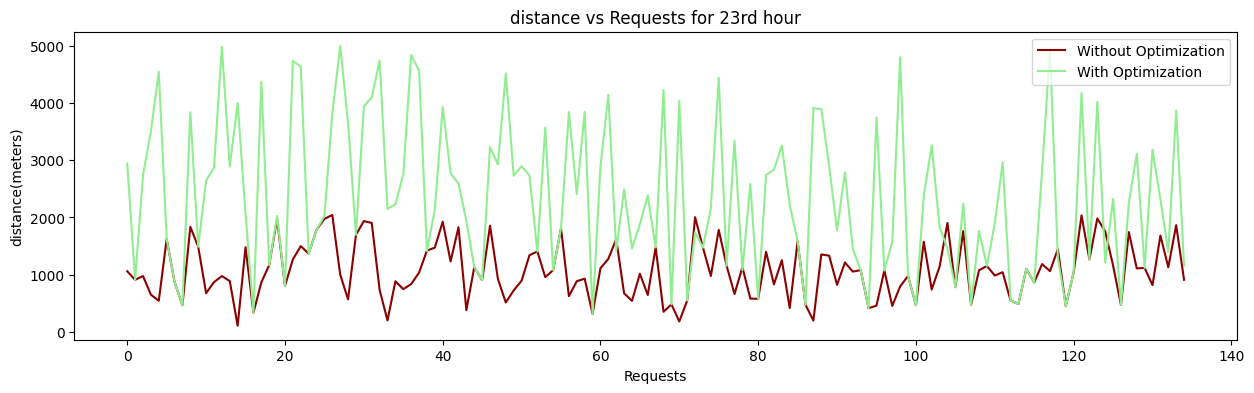 distance vs Requests for 23rd hour
distance(meters)
5000
4000
3000
2000
1000
0
Without Optimization
With Optimization
0 20 40 60 80 100 120 140
Requests